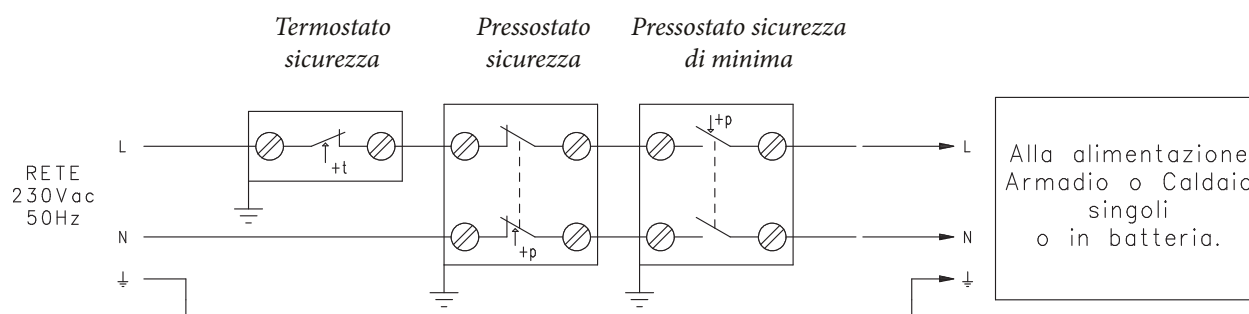 Termostato
sicurezza
Pressostato
sicurezza
Pressostato sicurezza
di minima
RETE
230Vac
50Hz
L
N
+t
+p
+p
L
N
Alla alimentazione
Armadio o Caldaia
singoli
o in batteria.